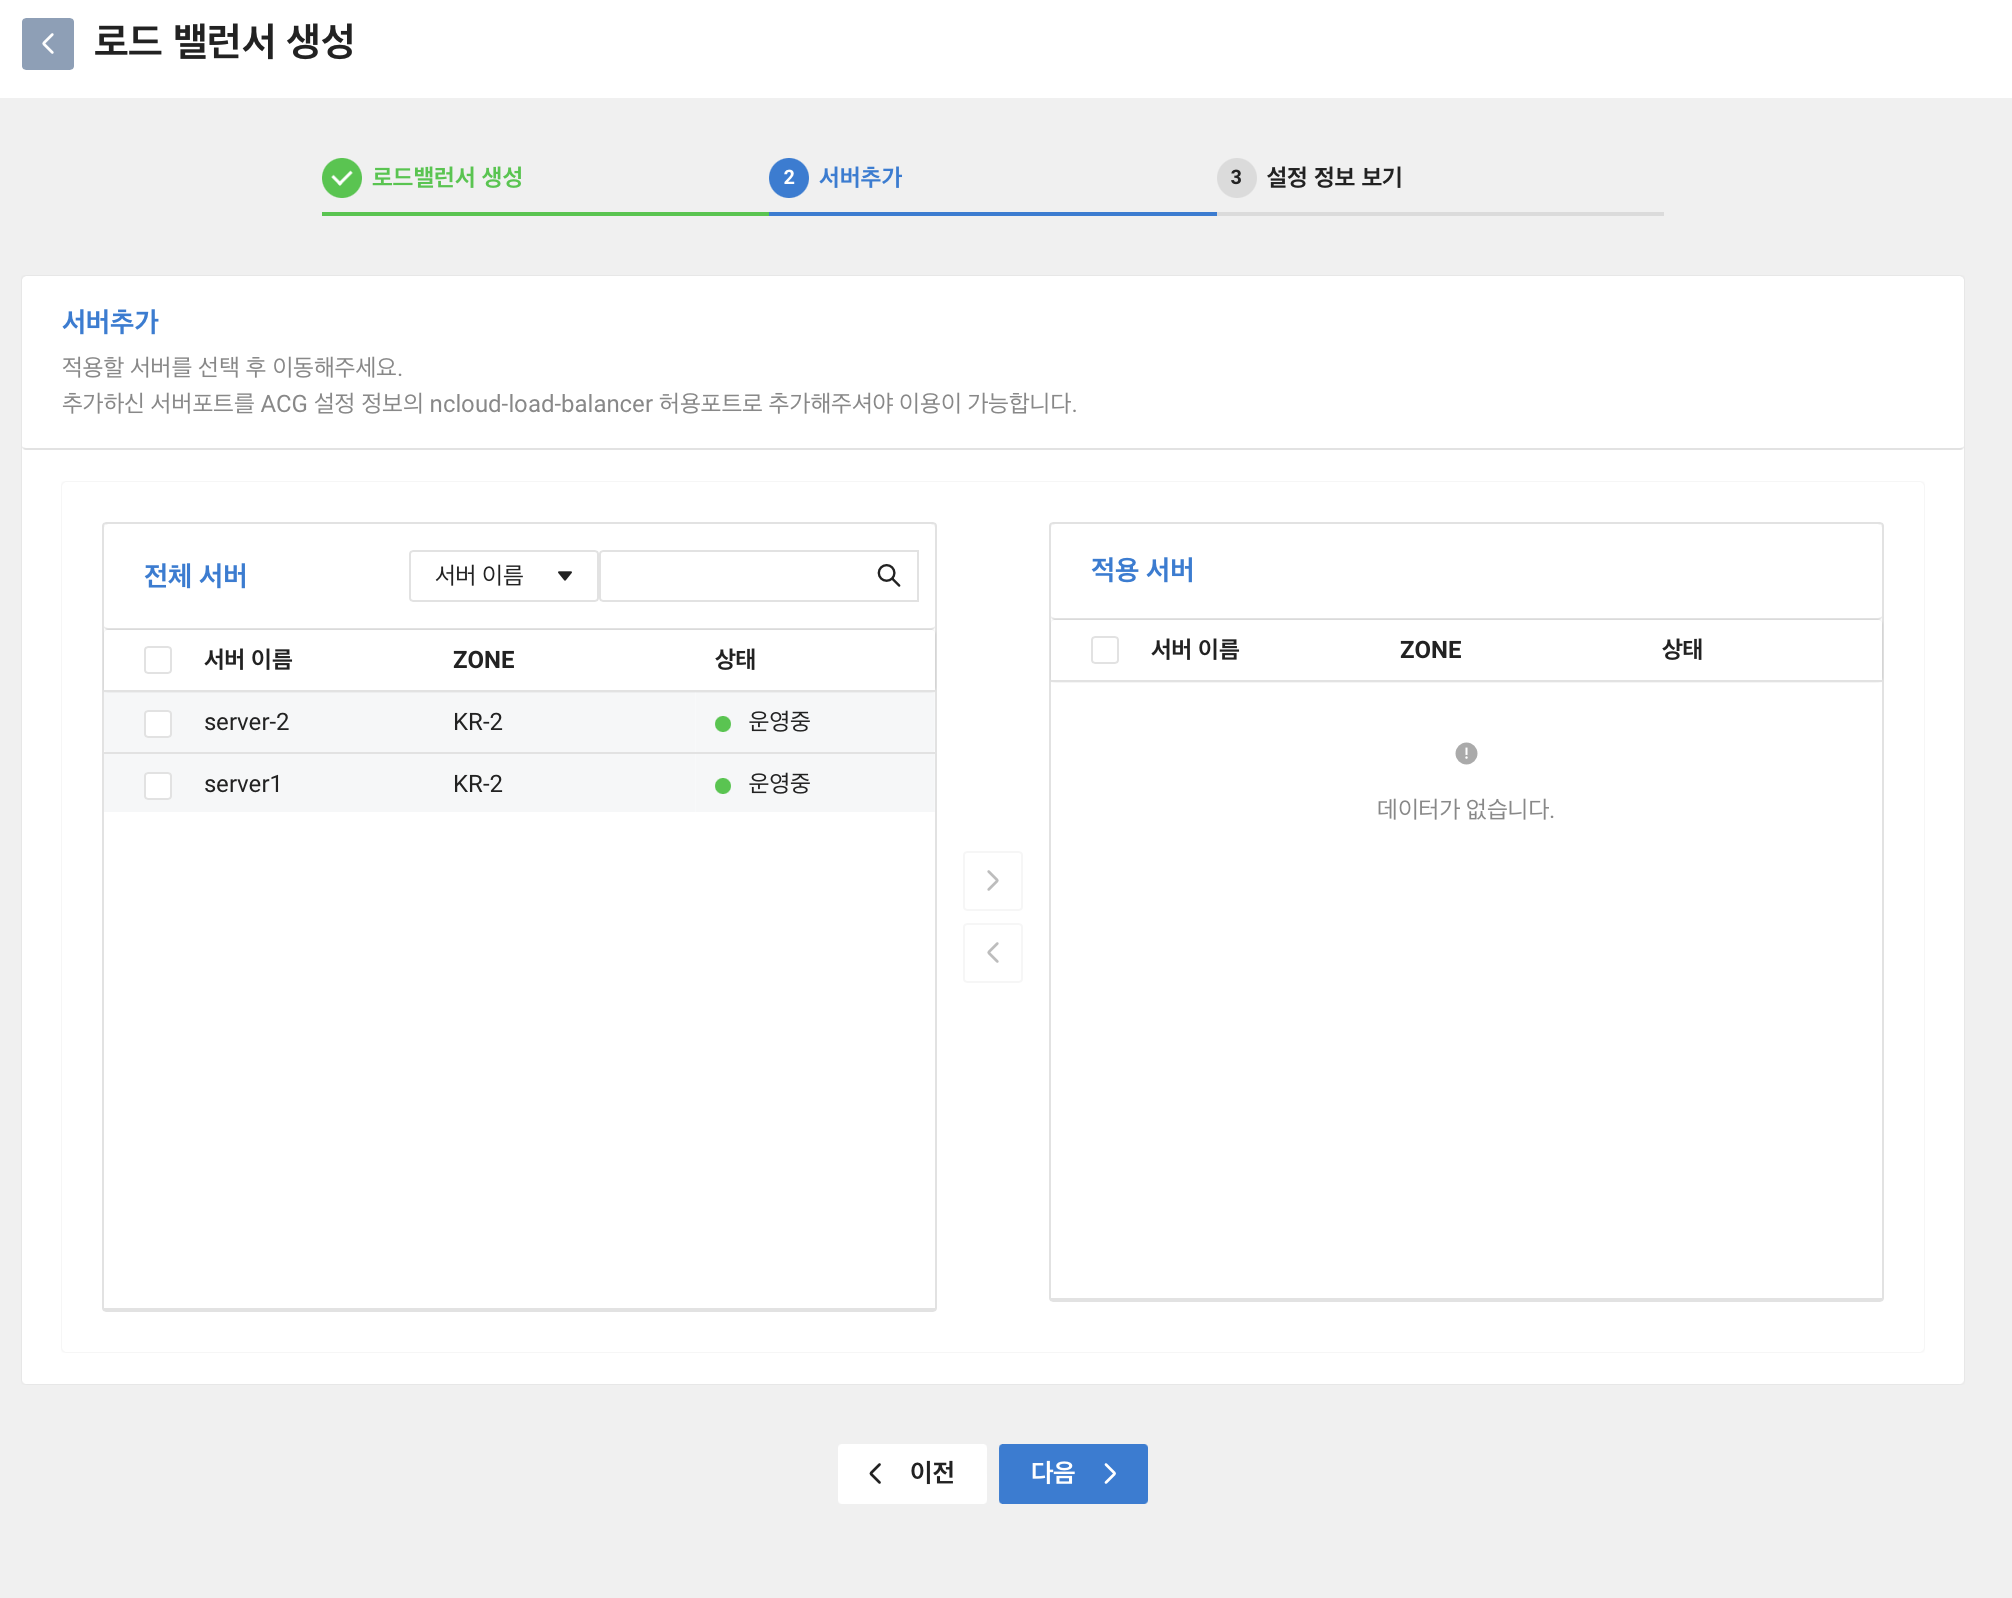 로드 밸런서 생성
로드밸런서 생성
2 서버추가
3 설정 정보 보기
서버추가
적용할 서버를 선택 후 이동해주세요.
추가하신 서버포트를 ACG 설정 정보의 ncloud-load-balancer 허용포트로 추가해주셔야 이용이 가능합니다.
전체 서버
서버 이름
서버 이름 ZONE 상태
server-2 KR-2 운영중
server1 KR-2 운영중
적용 서버
서버 이름 ZONE 상태
데이터가 없습니다.
이전
다음